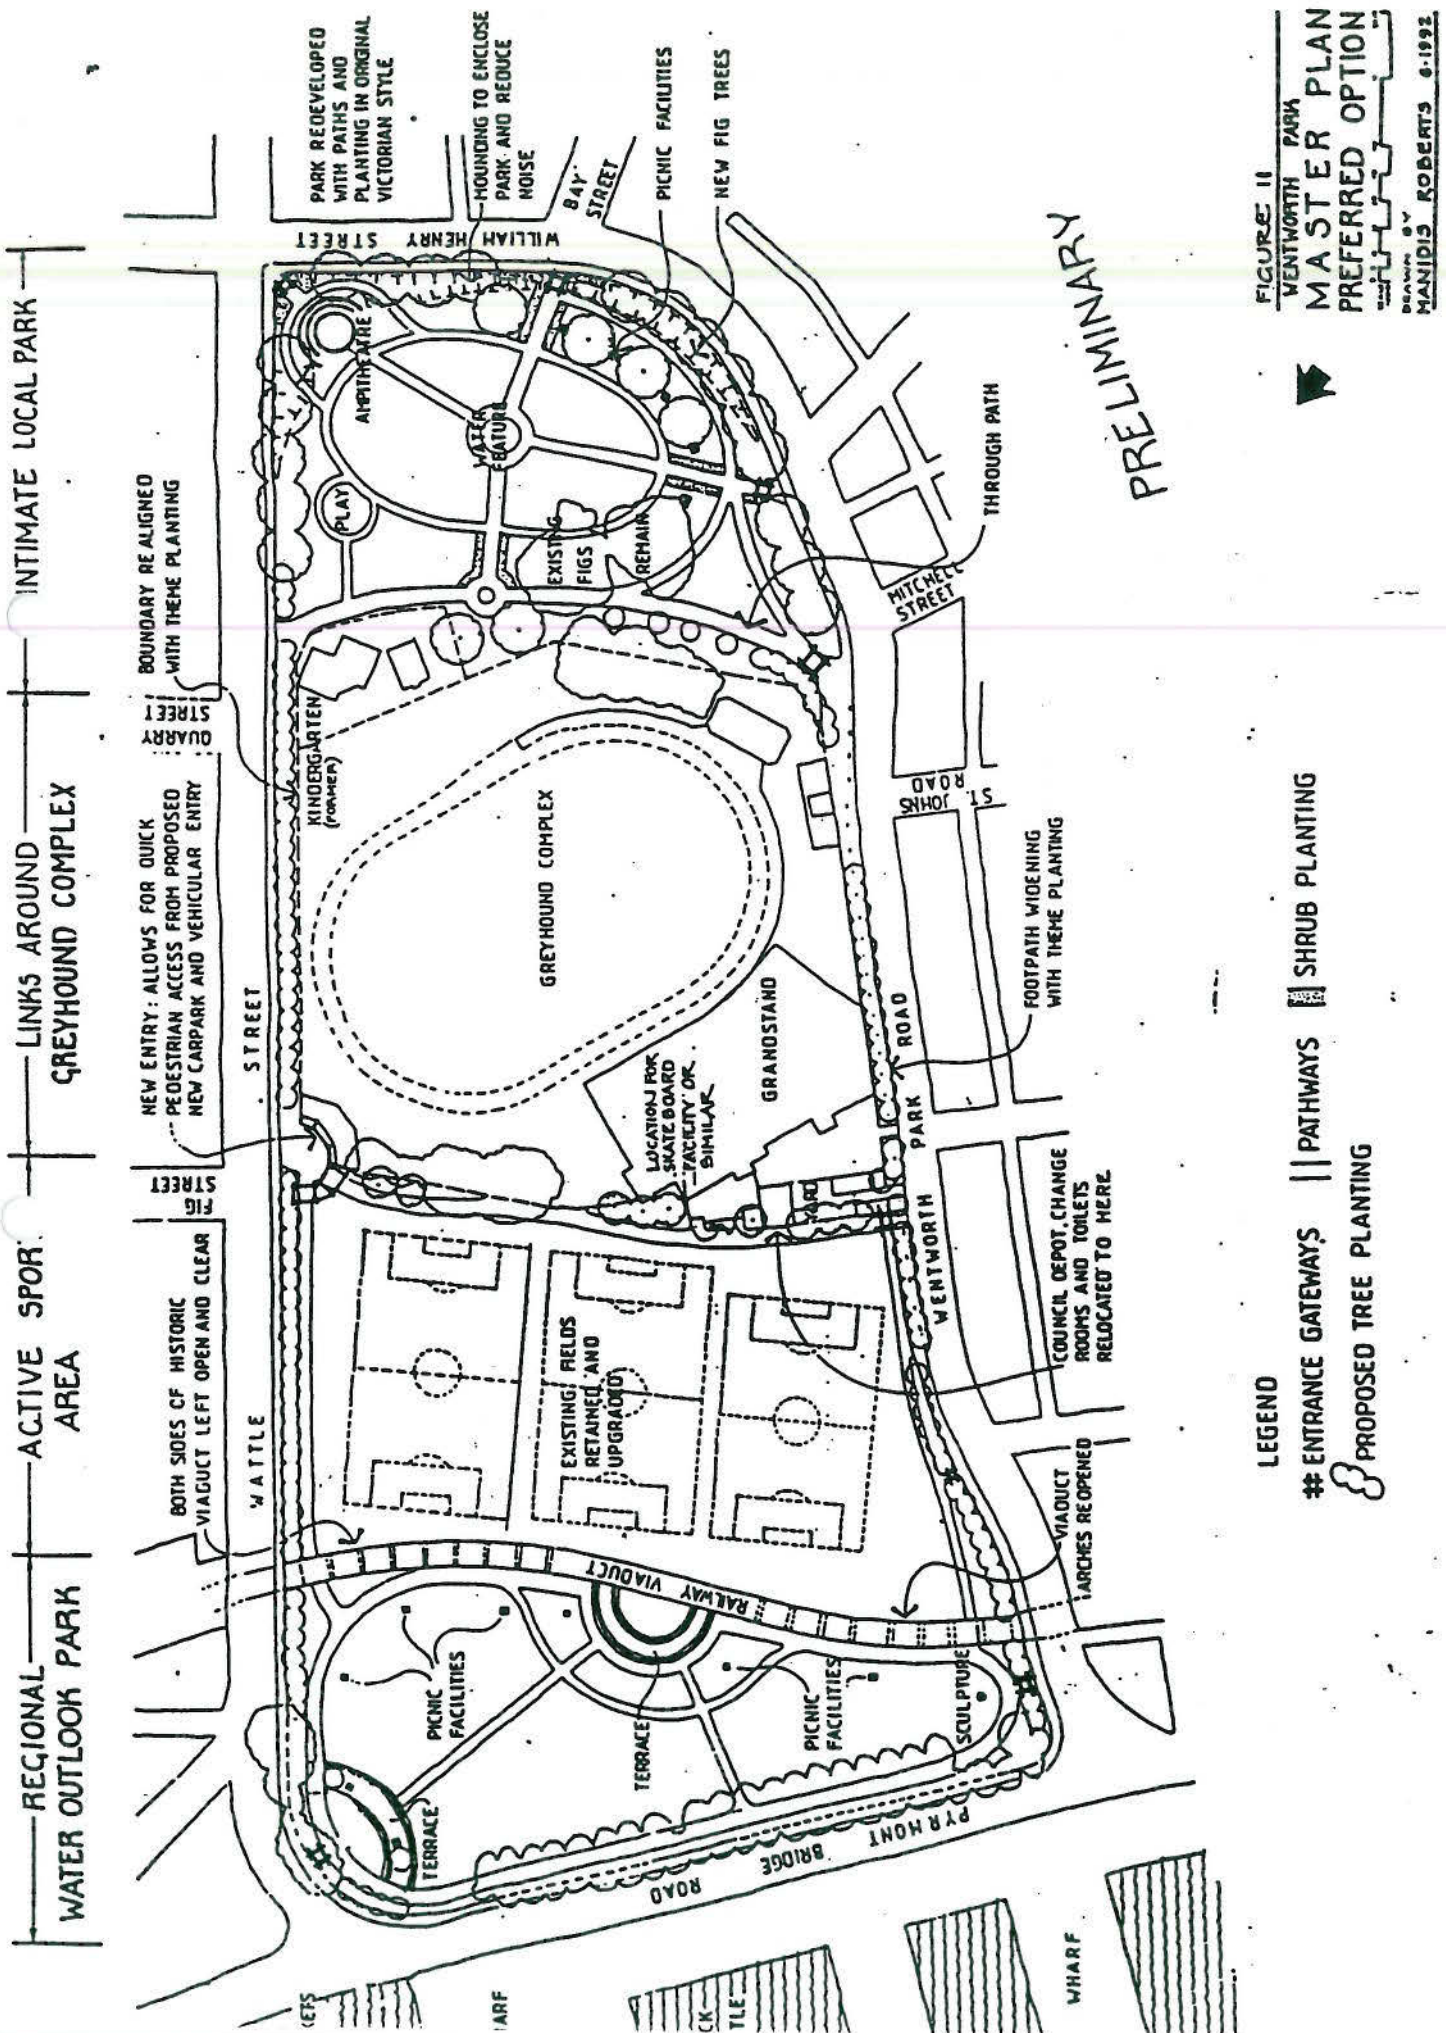 REGIONAL
WATER OUTLOOK PARK
ACTIVE SPOR
AREA
LINKS AROUND
GREYHOUND COMPLEX
INTIMATE LOCAL PARK
BOTH SIDES OF HISTORIC
VIADUCT LEFT OPEN AND CLEAR
FIG
STREET
NEW ENTRY: ALLOWS FOR QUICK
PEDESTRIAN ACCESS FROM PROPOSED
NEW CARPARK AND VEHICULAR ENTRY
QUARRY
STREET
BOUNDARY REALIGNED
WITH THEME PLANTING
WATTLE
STREET
WILLIAM HENRY STREET
PARK REDEVELOPED
WITH PATHS AND
PLANTING IN ORIGINAL
VICTORIAN STYLE
MOUNDING TO ENCLOSE
PARK AND REDUCE
NOISE
BAY
STREET
PICNIC FACILITIES
NEW FIG TREES
TERRACE
PICNIC
FACILITIES
TERRACE
PICNIC
FACILITIES
SCULPTURE
RAILWAY VIADUCT
EXISTING FIELDS
RETAINED AND
UPGRADED
LOCATION FOR
SKATEBOARD
FACILITY OR
SIMILAR
YARD
GRANDSTAND
GREYHOUND COMPLEX
KINDERGARTEN
(FORMER)
PLAY
AMPITHEATRE
WATER
FEATURE
EXISTING
FIGS
REMAIN
PYRMONT
BRIDGE
ROAD
WENTWORTH
PARK
ROAD
VIADUCT
ARCHES REOPENED
COUNCIL DEPOT, CHANGE
ROOMS AND TOILETS
RELOCATED TO HERE
FOOTPATH WIDENING
WITH THEME PLANTING
ST. JOHNS
ROAD
MITCHELL
STREET
THROUGH PATH
ARF
CK-
TLE
WHARF
PRELIMINARY
LEGEND
ENTRANCE GATEWAYS
PATHWAYS
SHRUB PLANTING
PROPOSED TREE PLANTING
FIGURE 11
WENTWORTH PARK
MASTER PLAN
PREFERRED OPTION
DRAWN BY
MANIDIS ROBERTS 6·1992